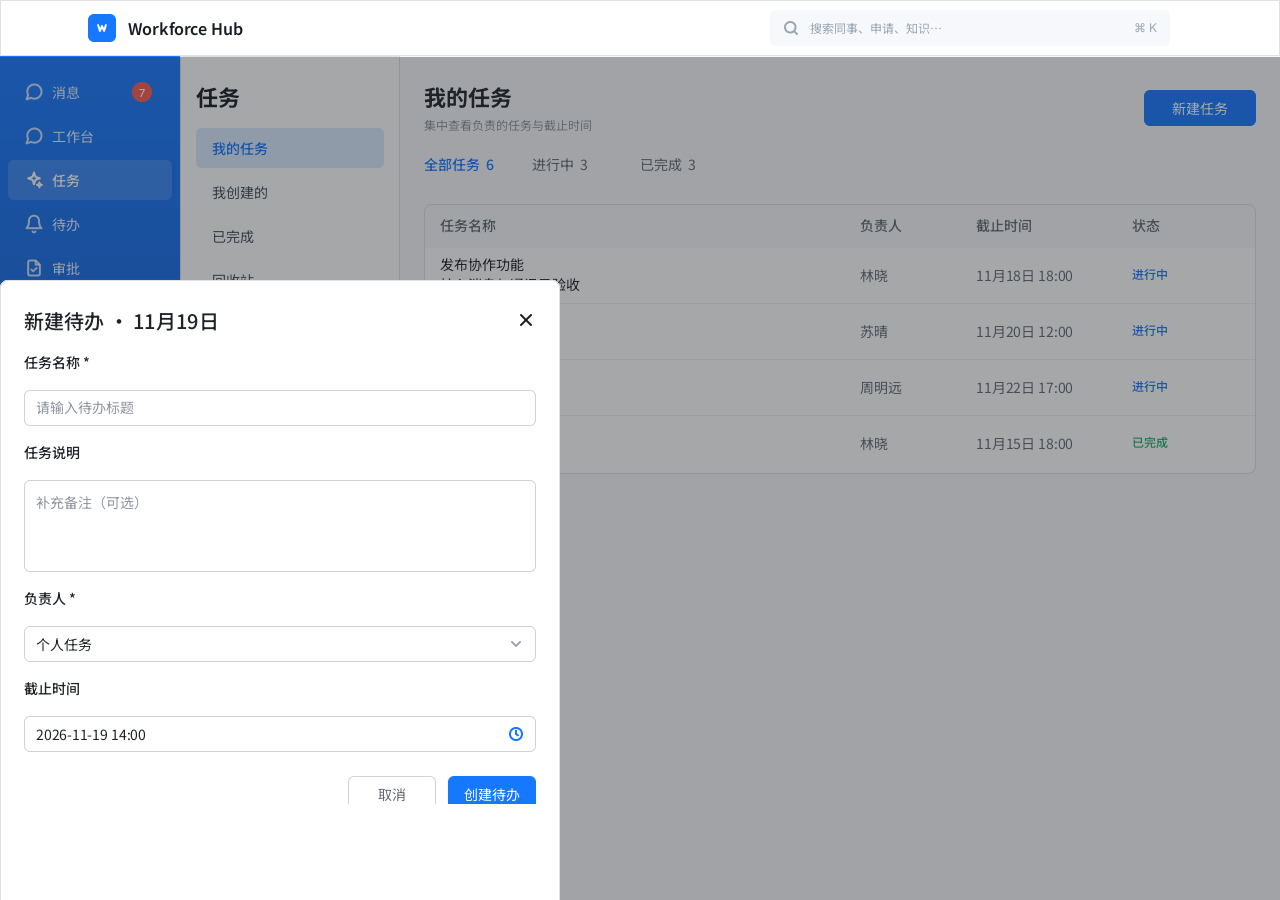 Workforce Hub
搜索同事、申请、知识…
⌘ K
消息
7
工作台
任务
待办
审批
任务
我的任务
我创建的
已完成
我的任务
集中查看负责的任务与截止时间
新建任务
全部任务 6
进行中 3
已完成 3
任务名称 负责人 截止时间 状态
发布协作功能
验收
林晓 11月18日 18:00 进行中
苏晴 11月20日 12:00 进行中
周明远 11月22日 17:00 进行中
林晓 11月15日 18:00 已完成
新建待办 · 11月19日
任务名称 *
请输入待办标题
任务说明
补充备注（可选）
负责人 *
个人任务
截止时间
2026-11-19 14:00
取消
创建待办